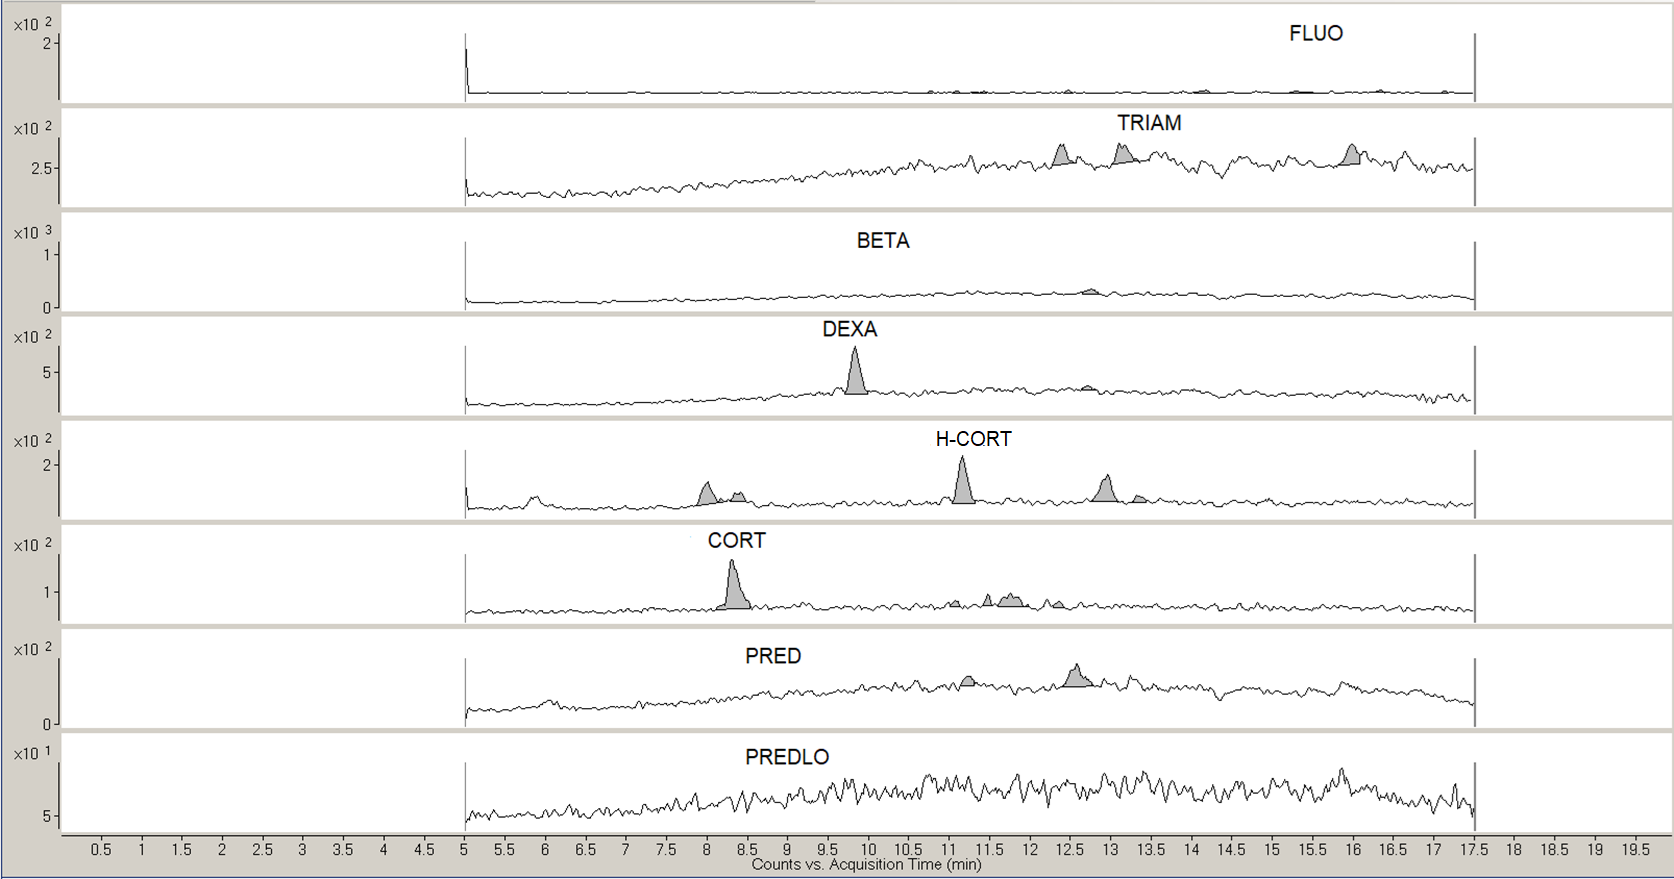 x10 2
FLUO
2
x10 2
TRIAM
2.5
x10 3
BETA
1
0
x10 2
DEXA
5
x10 2
H-CORT
2
x10 2
CORT
1
x10 2
PRED
0
x10 1
PREDLO
5
0.5 1 1.5 2 2.5 3 3.5 4 4.5 5 5.5 6 6.5 7 7.5 8 8.5 9 9.5 10 10.5 11 11.5 12 12.5 13 13.5 14 14.5 15 15.5 16 16.5 17 17.5 18 18.5 19 19.5
Counts vs. Acquisition Time (min)